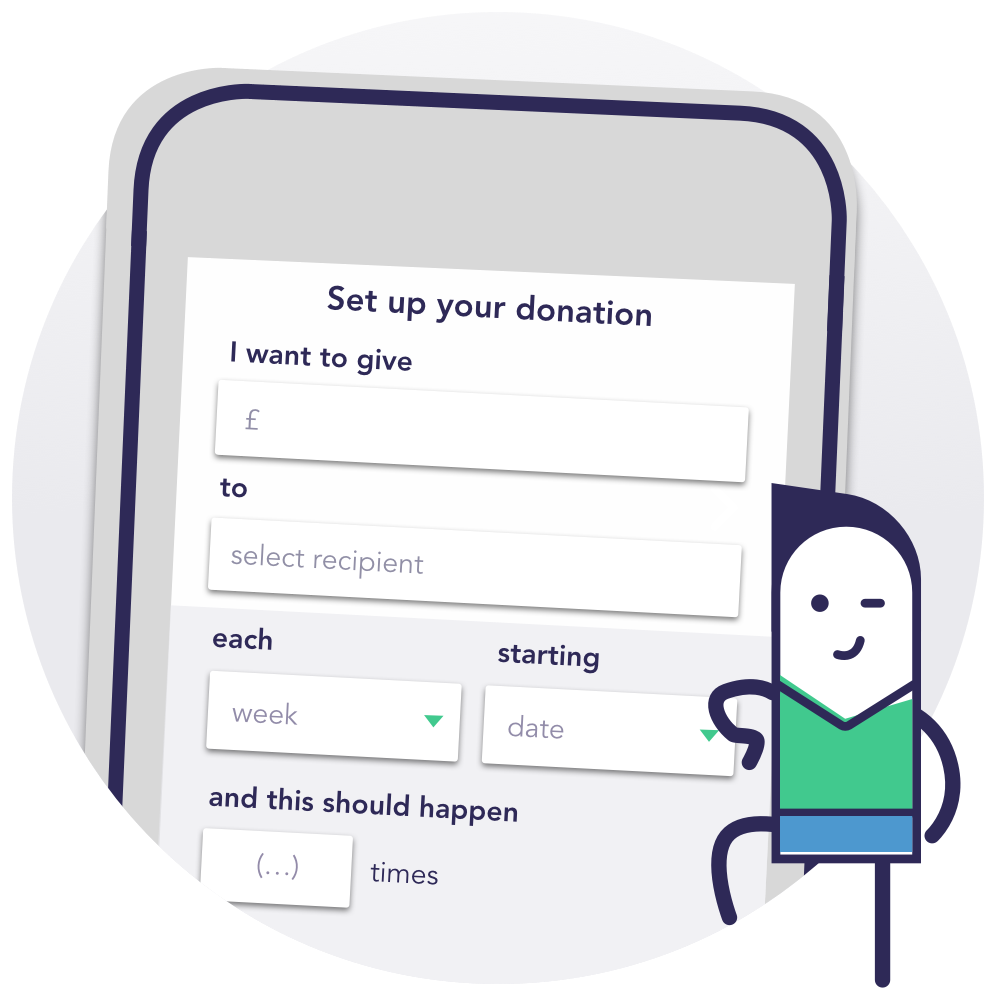 Set up your donation
I want to give
£
to
select recipient
each starting
week date
and this should happen
(...) times